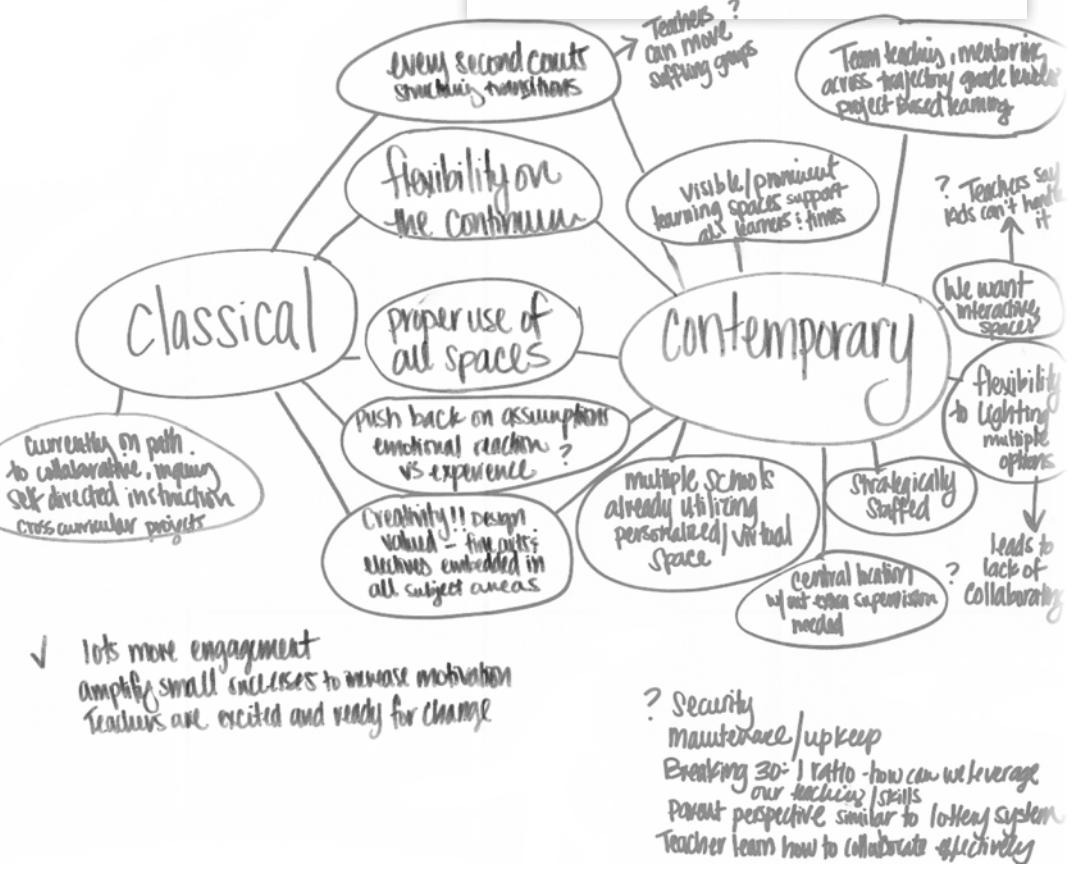 every second counts
structuring transitions
Teachers ?
can move
suffling groups
Team teaching, mentoring
across trajectory grade levels
project based learning
flexibility on
the continuum
visible/prominent
learning spaces support
all learners & times
? Teachers say
kids can't handle
it
We want
interactive
spaces
classical
contemporary
proper use of
all spaces
flexibility
to lighting
multiple
options
leads to
lack of
collaborating
push back on assumptions
emotional reaction ?
vs experience
currently on path
to collaborative, inquiry
self directed instruction
cross curricular projects
Creativity!! Design
valued - fine arts &
electives embedded in
all subject areas
multiple schools
already utilizing
personalized/virtual
space
strategically
staffed
central location ?
w/out extra supervision
needed
√ lots more engagement
amplify small successes to increase motivation
Teachers are excited and ready for change
? Security
Maintenance/upkeep
Breaking 30:1 ratio - how can we leverage
our teaching/skills
Parent perspective similar to lottery system
Teacher learn how to collaborate effectively